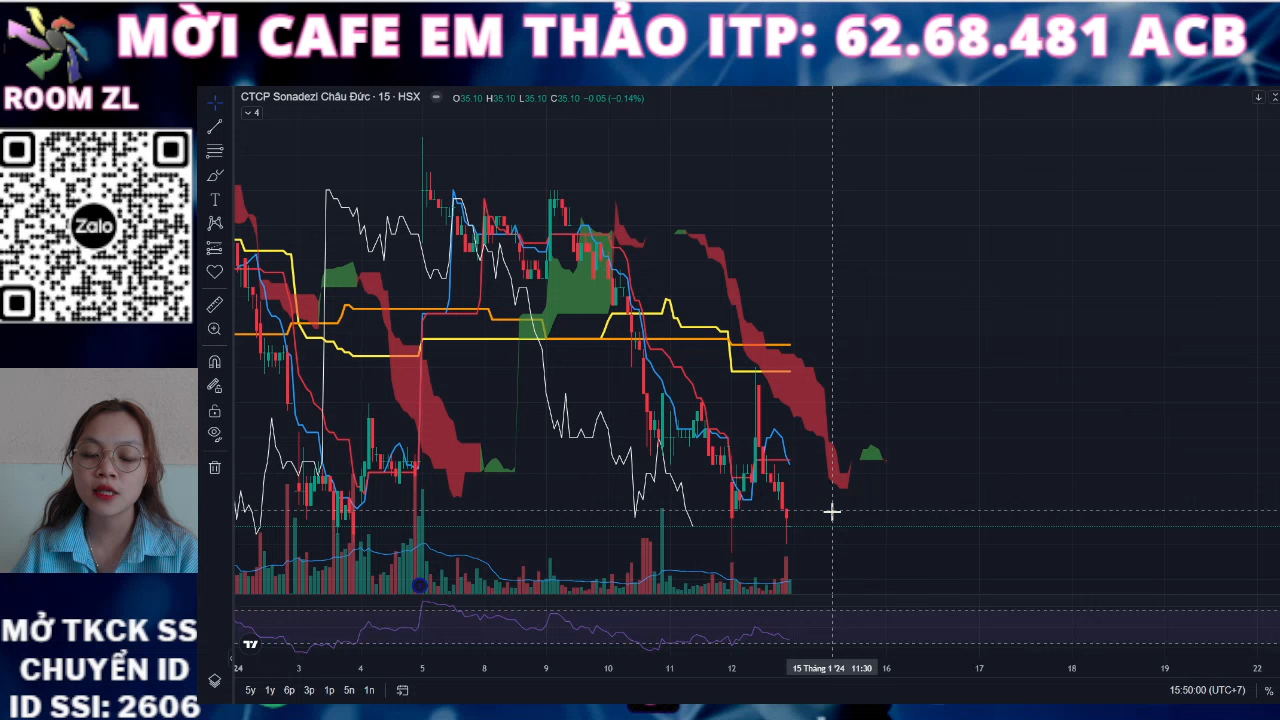 MỜI CAFE EM THẢO ITP: 62.68.481 ACB
ROOM ZL
Zalo
CTCP Sonadezi Châu Đức · 15 · HSX
O35.10 H35.10 L35.10 C35.10 −0.05 (−0.14%)
4
24 3 4 5 8 9 10 11 12 15 Tháng 1 '24 11:30 16 17 18 19 22
5y 1y 6p 3p 1p 5n 1n
15:50:00 (UTC+7)
%
MỞ TKCK SS
CHUYỂN ID
ID SSI: 2606